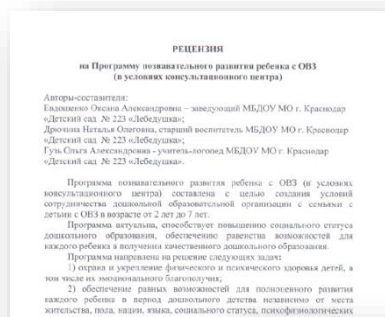 РЕЦЕНЗИЯ
на Программу познавательного развития ребенка с ОВЗ
(в условиях консультационного центра)
Авторы-составители:
Евдошенко Оксана Александровна – заведующий МБДОУ МО г. Краснодар
«Детский сад № 223 «Лебедушка»;
Наталья Олеговна, старший воспитатель МБДОУ МО г. Краснодар
«Детский сад № 223 «Лебедушка»;
Гузь Ольга Александровна - учитель-логопед МБДОУ МО г Краснодар
«Детский сад № 223 «Лебедушка».
Программа познавательного развития ребенка с ОВЗ (в условиях
консультационного центра) составлена с целью создания условий
сотрудничества дошкольной образовательной организации с семьями с
детьми с ОВЗ в возрасте от 2 лет до 7 лет.
Программа актуальна, способствует повышению социального статуса
дошкольного образования, обеспечению равенства возможностей для
каждого ребенка в получении качественного дошкольного образования.
Программа направлена на решение следующих задач:
1) охрана и укрепление физического и психического здоровья детей, в
том числе их эмоционального благополучия;
2) обеспечение равных возможностей для полноценного развития
каждого ребенка в период дошкольного детства независимо от места
жительства, пола, нации, языка, социального статуса, психофизиологических